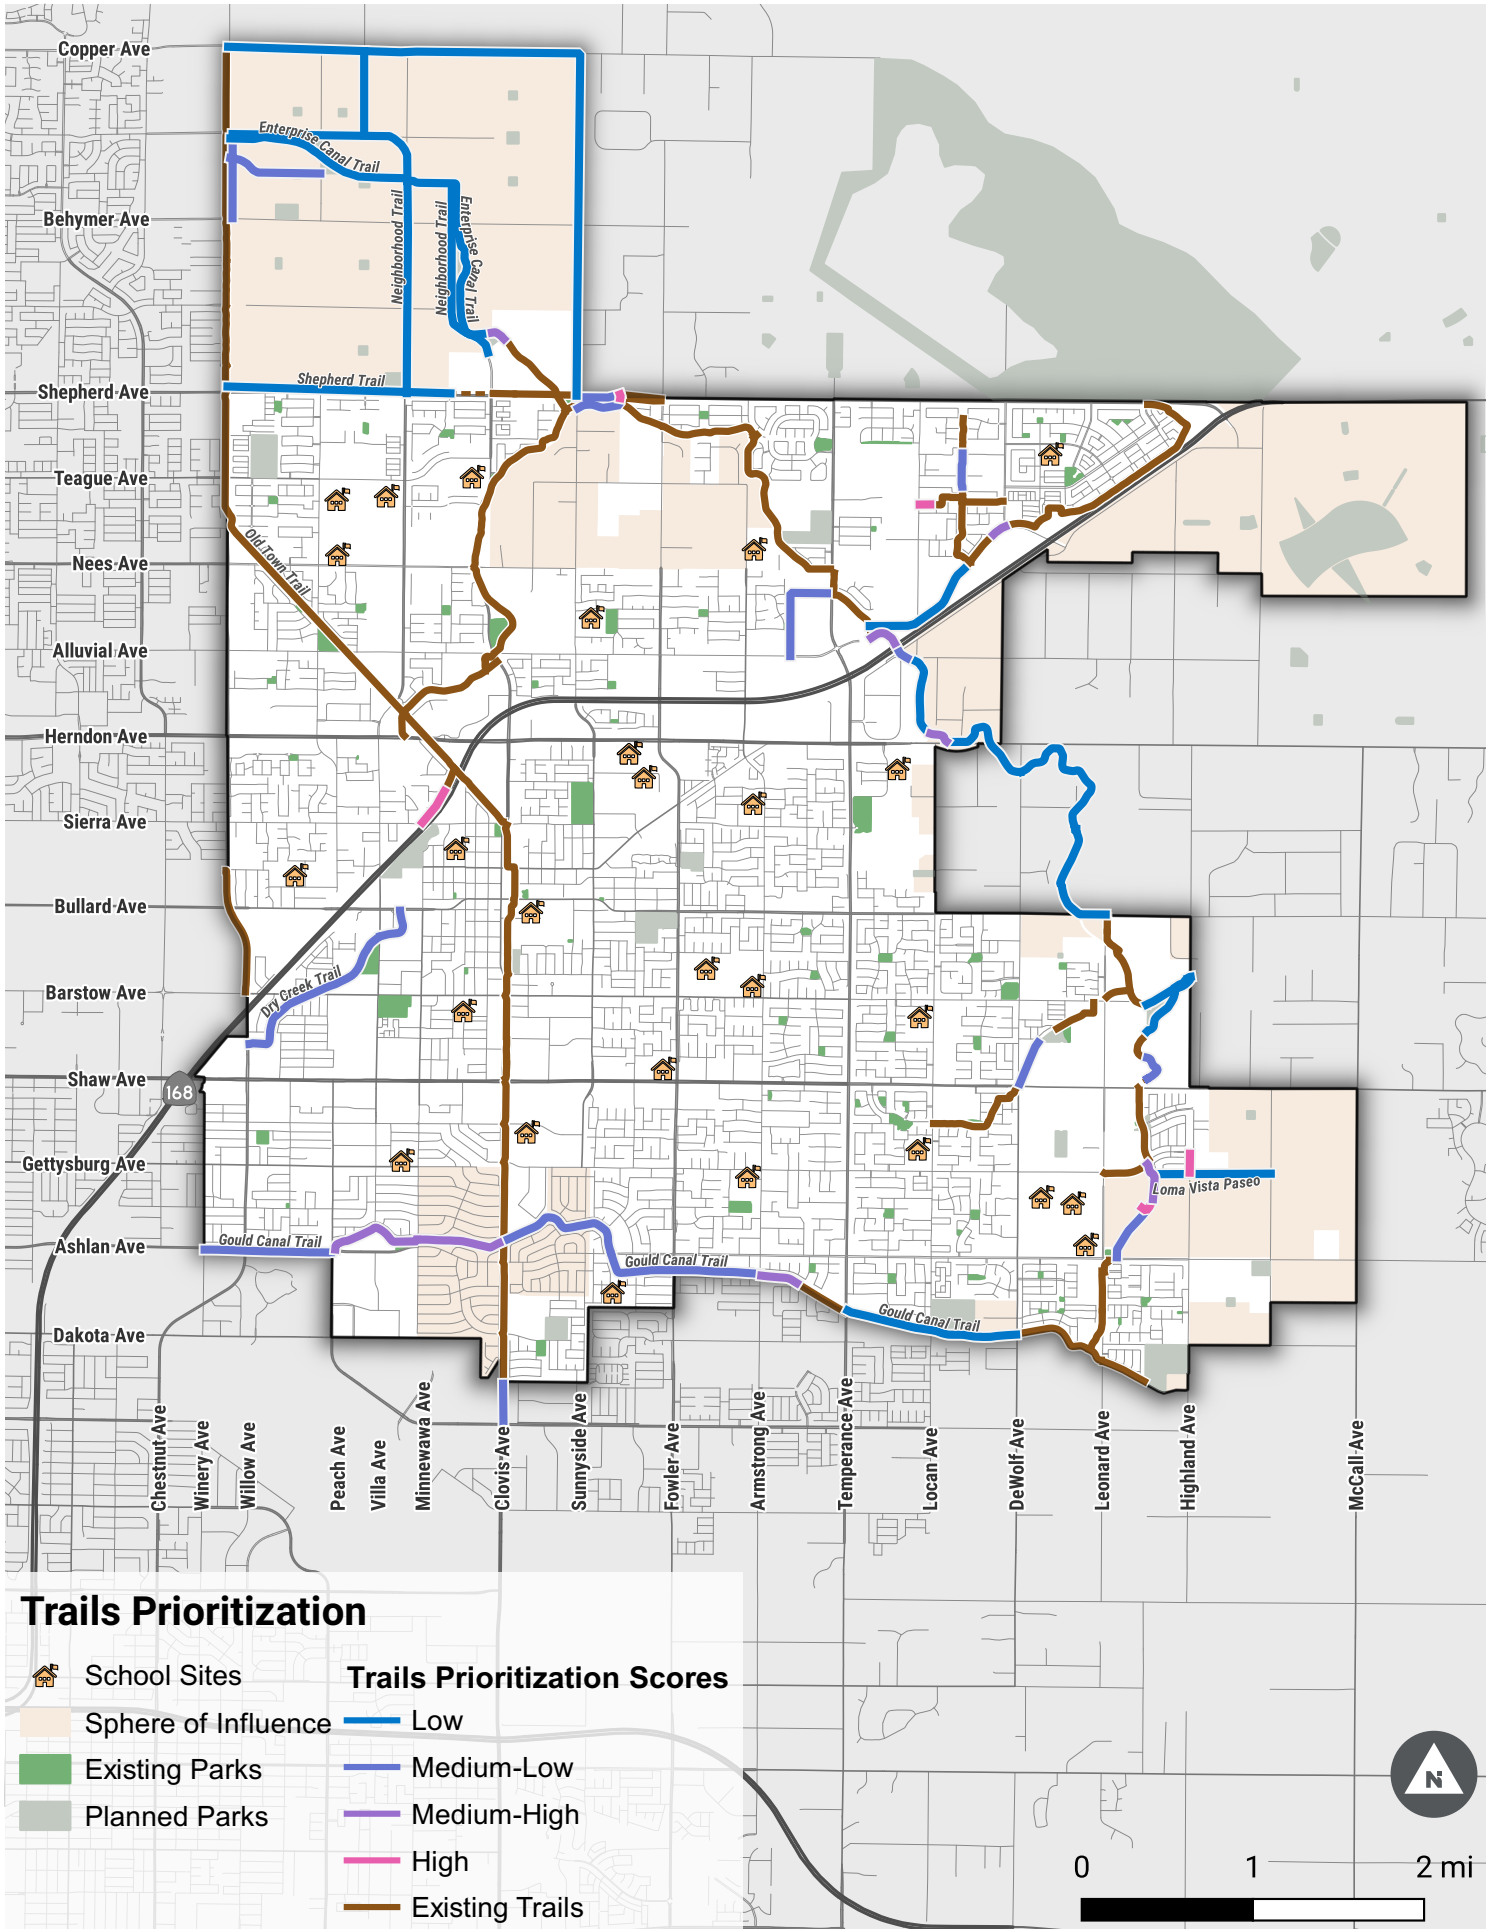 Copper Ave
Enterprise Canal Trail
Behymer Ave
Neighborhood Trail
Neighborhood Trail
Enterprise Canal Trail
Shepherd Trail
Shepherd Ave
Teague Ave
Old Town Trail
Nees Ave
Alluvial Ave
Herndon Ave
Sierra Ave
Bullard Ave
Dry Creek Trail
Barstow Ave
Shaw Ave
168
Gettysburg Ave
Loma Vista Paseo
Gould Canal Trail
Ashlan Ave
Gould Canal Trail
Gould Canal Trail
Dakota Ave
Chestnut Ave
Winery Ave
Willow Ave
Peach Ave
Villa Ave
Minnewawa Ave
Clovis Ave
Sunnyside Ave
Fowler Ave
Armstrong Ave
Temperance Ave
Locan Ave
DeWolf Ave
Leonard Ave
Highland Ave
McCall Ave
Trails Prioritization
School Sites
Sphere of Influence
Existing Parks
Planned Parks
Trails Prioritization Scores
Low
Medium-Low
Medium-High
High
Existing Trails
N
0 1 2 mi